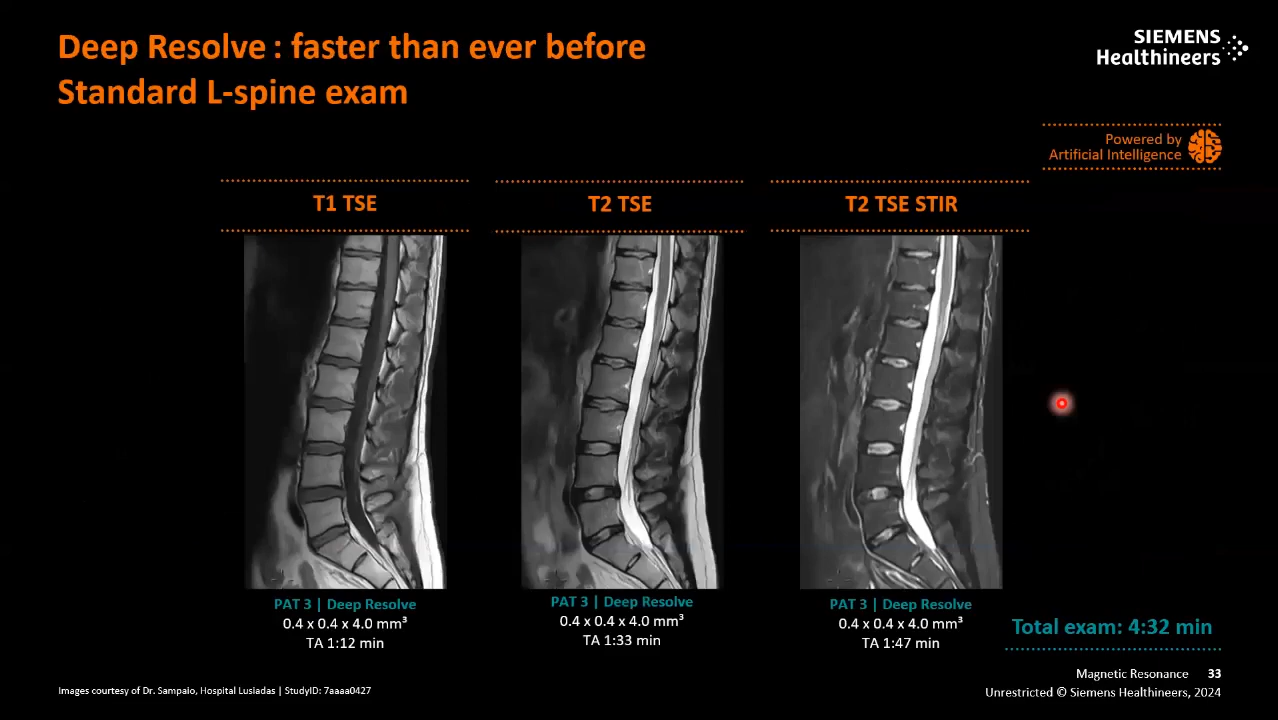 Deep Resolve : faster than ever before
Standard L-spine exam
SIEMENS
Healthineers
Powered by
Artificial Intelligence
T1 TSE
T2 TSE
T2 TSE STIR
PAT 3 | Deep Resolve
0.4 x 0.4 x 4.0 mm³
TA 1:12 min
PAT 3 | Deep Resolve
0.4 x 0.4 x 4.0 mm³
TA 1:33 min
PAT 3 | Deep Resolve
0.4 x 0.4 x 4.0 mm³
TA 1:47 min
Total exam: 4:32 min
Images courtesy of Dr. Sampaio, Hospital Lusiadas | StudyID: 7aaaa0427
Magnetic Resonance 33
Unrestricted © Siemens Healthineers, 2024